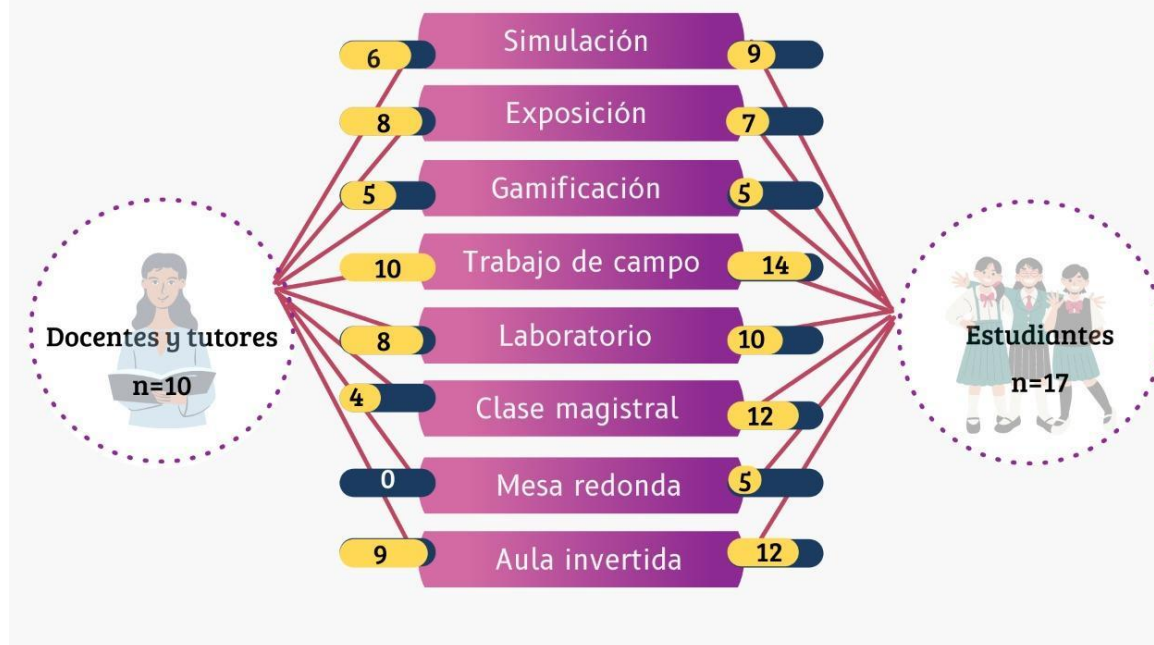 6 Simulación 9
8 Exposición 7
5 Gamificación 5
10 Trabajo de campo 14
Docentes y tutores
n=10
8 Laboratorio 10
Estudiantes
n=17
4 Clase magistral 12
0 Mesa redonda 5
9 Aula invertida 12